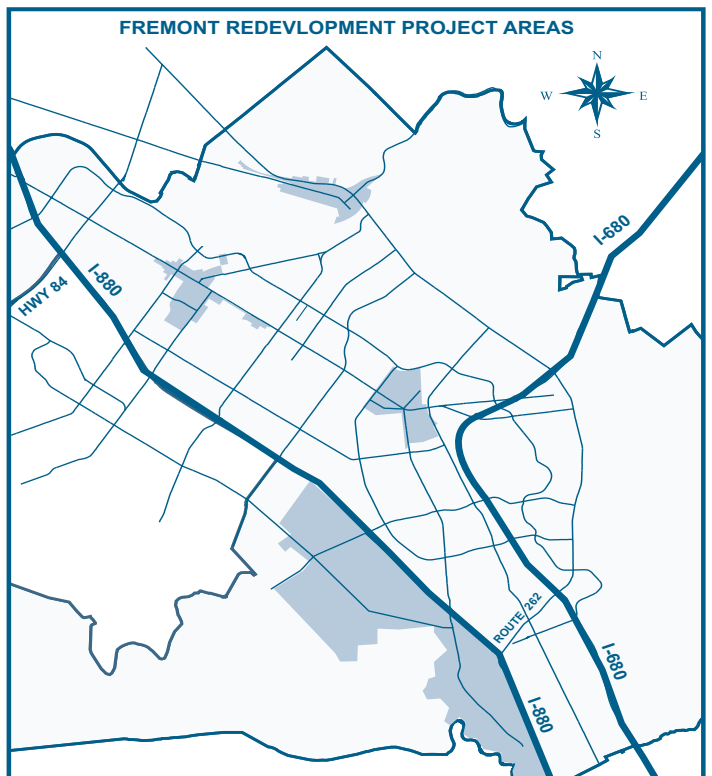 FREMONT REDEVLOPMENT PROJECT AREAS
N
W E
S
I-680
I-880
HWY 84
ROUTE 262
I-680
I-880